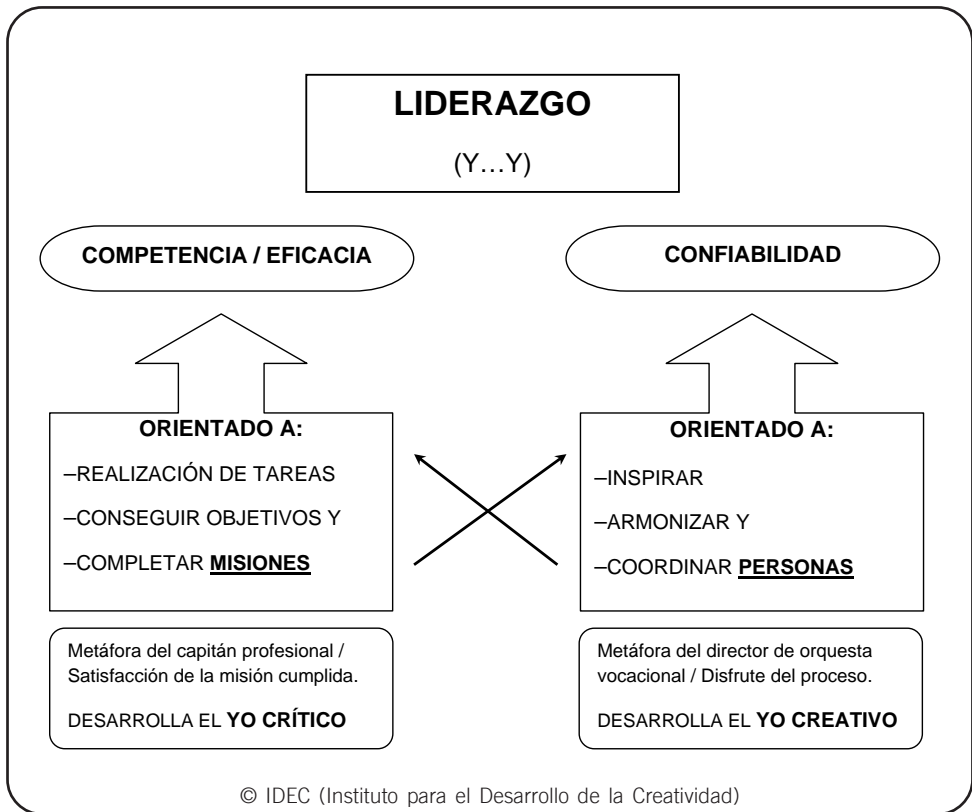 LIDERAZGO
(Y…Y)
COMPETENCIA / EFICACIA
CONFIABILIDAD
ORIENTADO A:
–REALIZACIÓN DE TAREAS
–CONSEGUIR OBJETIVOS Y
–COMPLETAR MISIONES
ORIENTADO A:
–INSPIRAR
–ARMONIZAR Y
–COORDINAR PERSONAS
Metáfora del capitán profesional /
Satisfacción de la misión cumplida.
DESARROLLA EL YO CRÍTICO
Metáfora del director de orquesta
vocacional / Disfrute del proceso.
DESARROLLA EL YO CREATIVO
© IDEC (Instituto para el Desarrollo de la Creatividad)